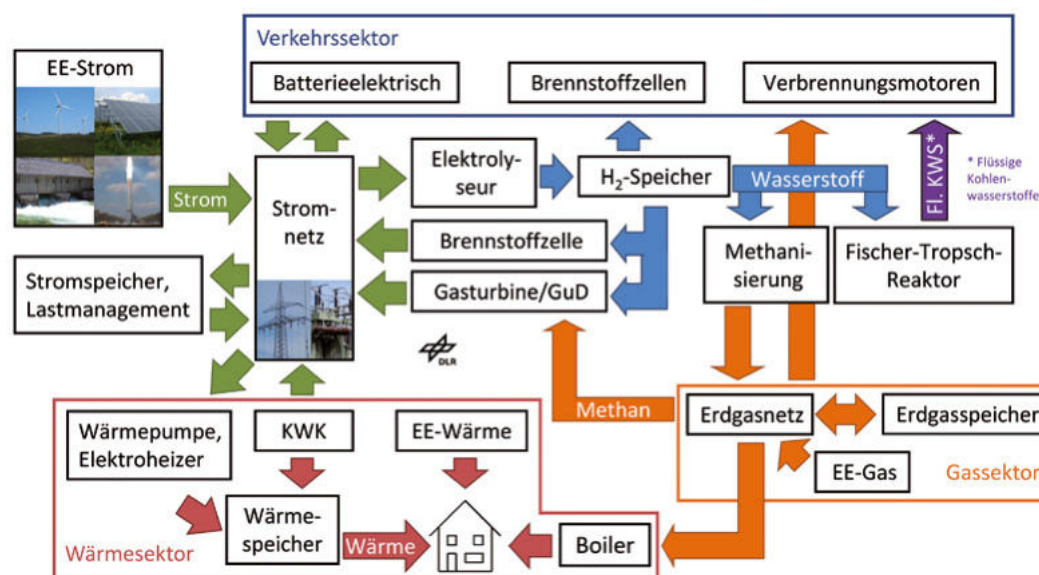 Verkehrssektor
EE-Strom
Batterieelektrisch
Brennstoffzellen
Verbrennungsmotoren
Strom
Strom-
netz
Elektroly-
seur
H₂-Speicher
Wasserstoff
Fl. KWS*
* Flüssige
Kohlen-
wasserstoffe
Brennstoffzelle
Methani-
sierung
Fischer-Tropsch-
Reaktor
Stromspeicher,
Lastmanagement
Gasturbine/GuD
DLR
Methan
Erdgasnetz
Erdgasspeicher
EE-Gas
Gassektor
Wärmepumpe,
Elektroheizer
KWK
EE-Wärme
Wärme-
speicher
Wärme
Boiler
Wärmesektor